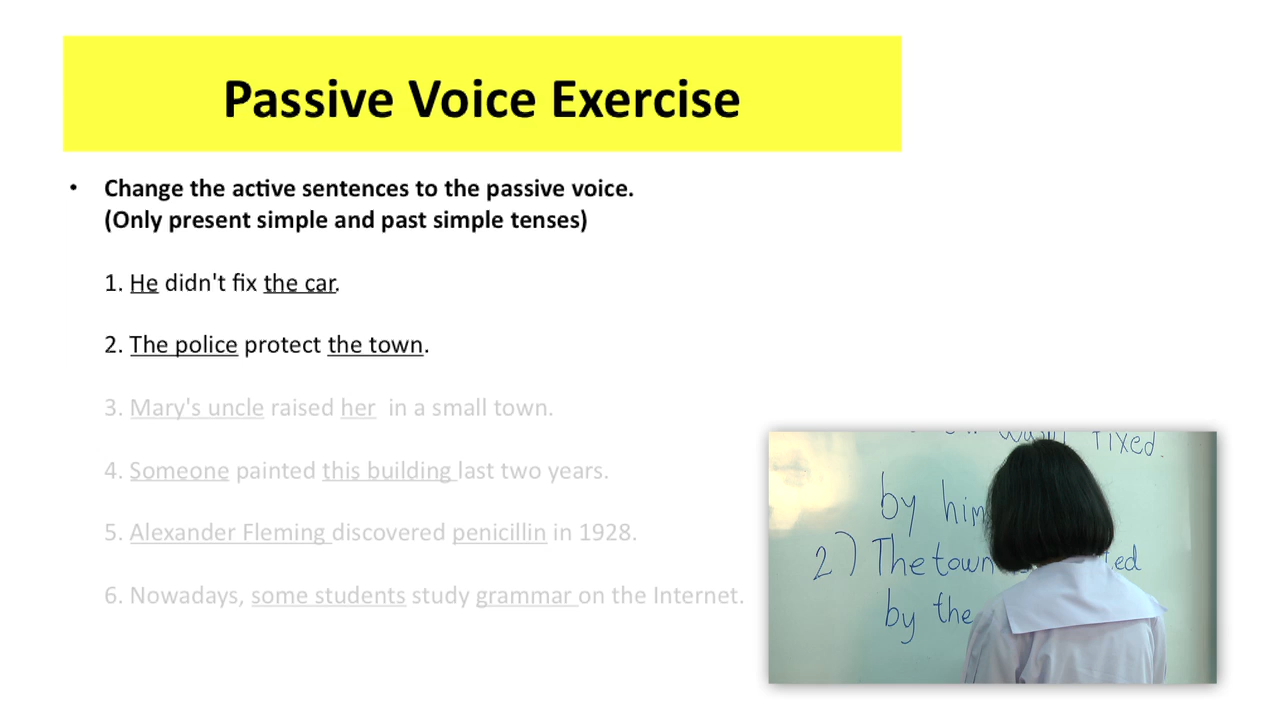 Passive Voice Exercise
• Change the active sentences to the passive voice.
(Only present simple and past simple tenses)
1. He didn't fix the car.
2. The police protect the town.
3. Mary's uncle raised her in a small town.
4. Someone painted this building last two years.
5. Alexander Fleming discovered penicillin in 1928.
6. Nowadays, some students study grammar on the Internet.
fixed.
by him
2) The town
by the